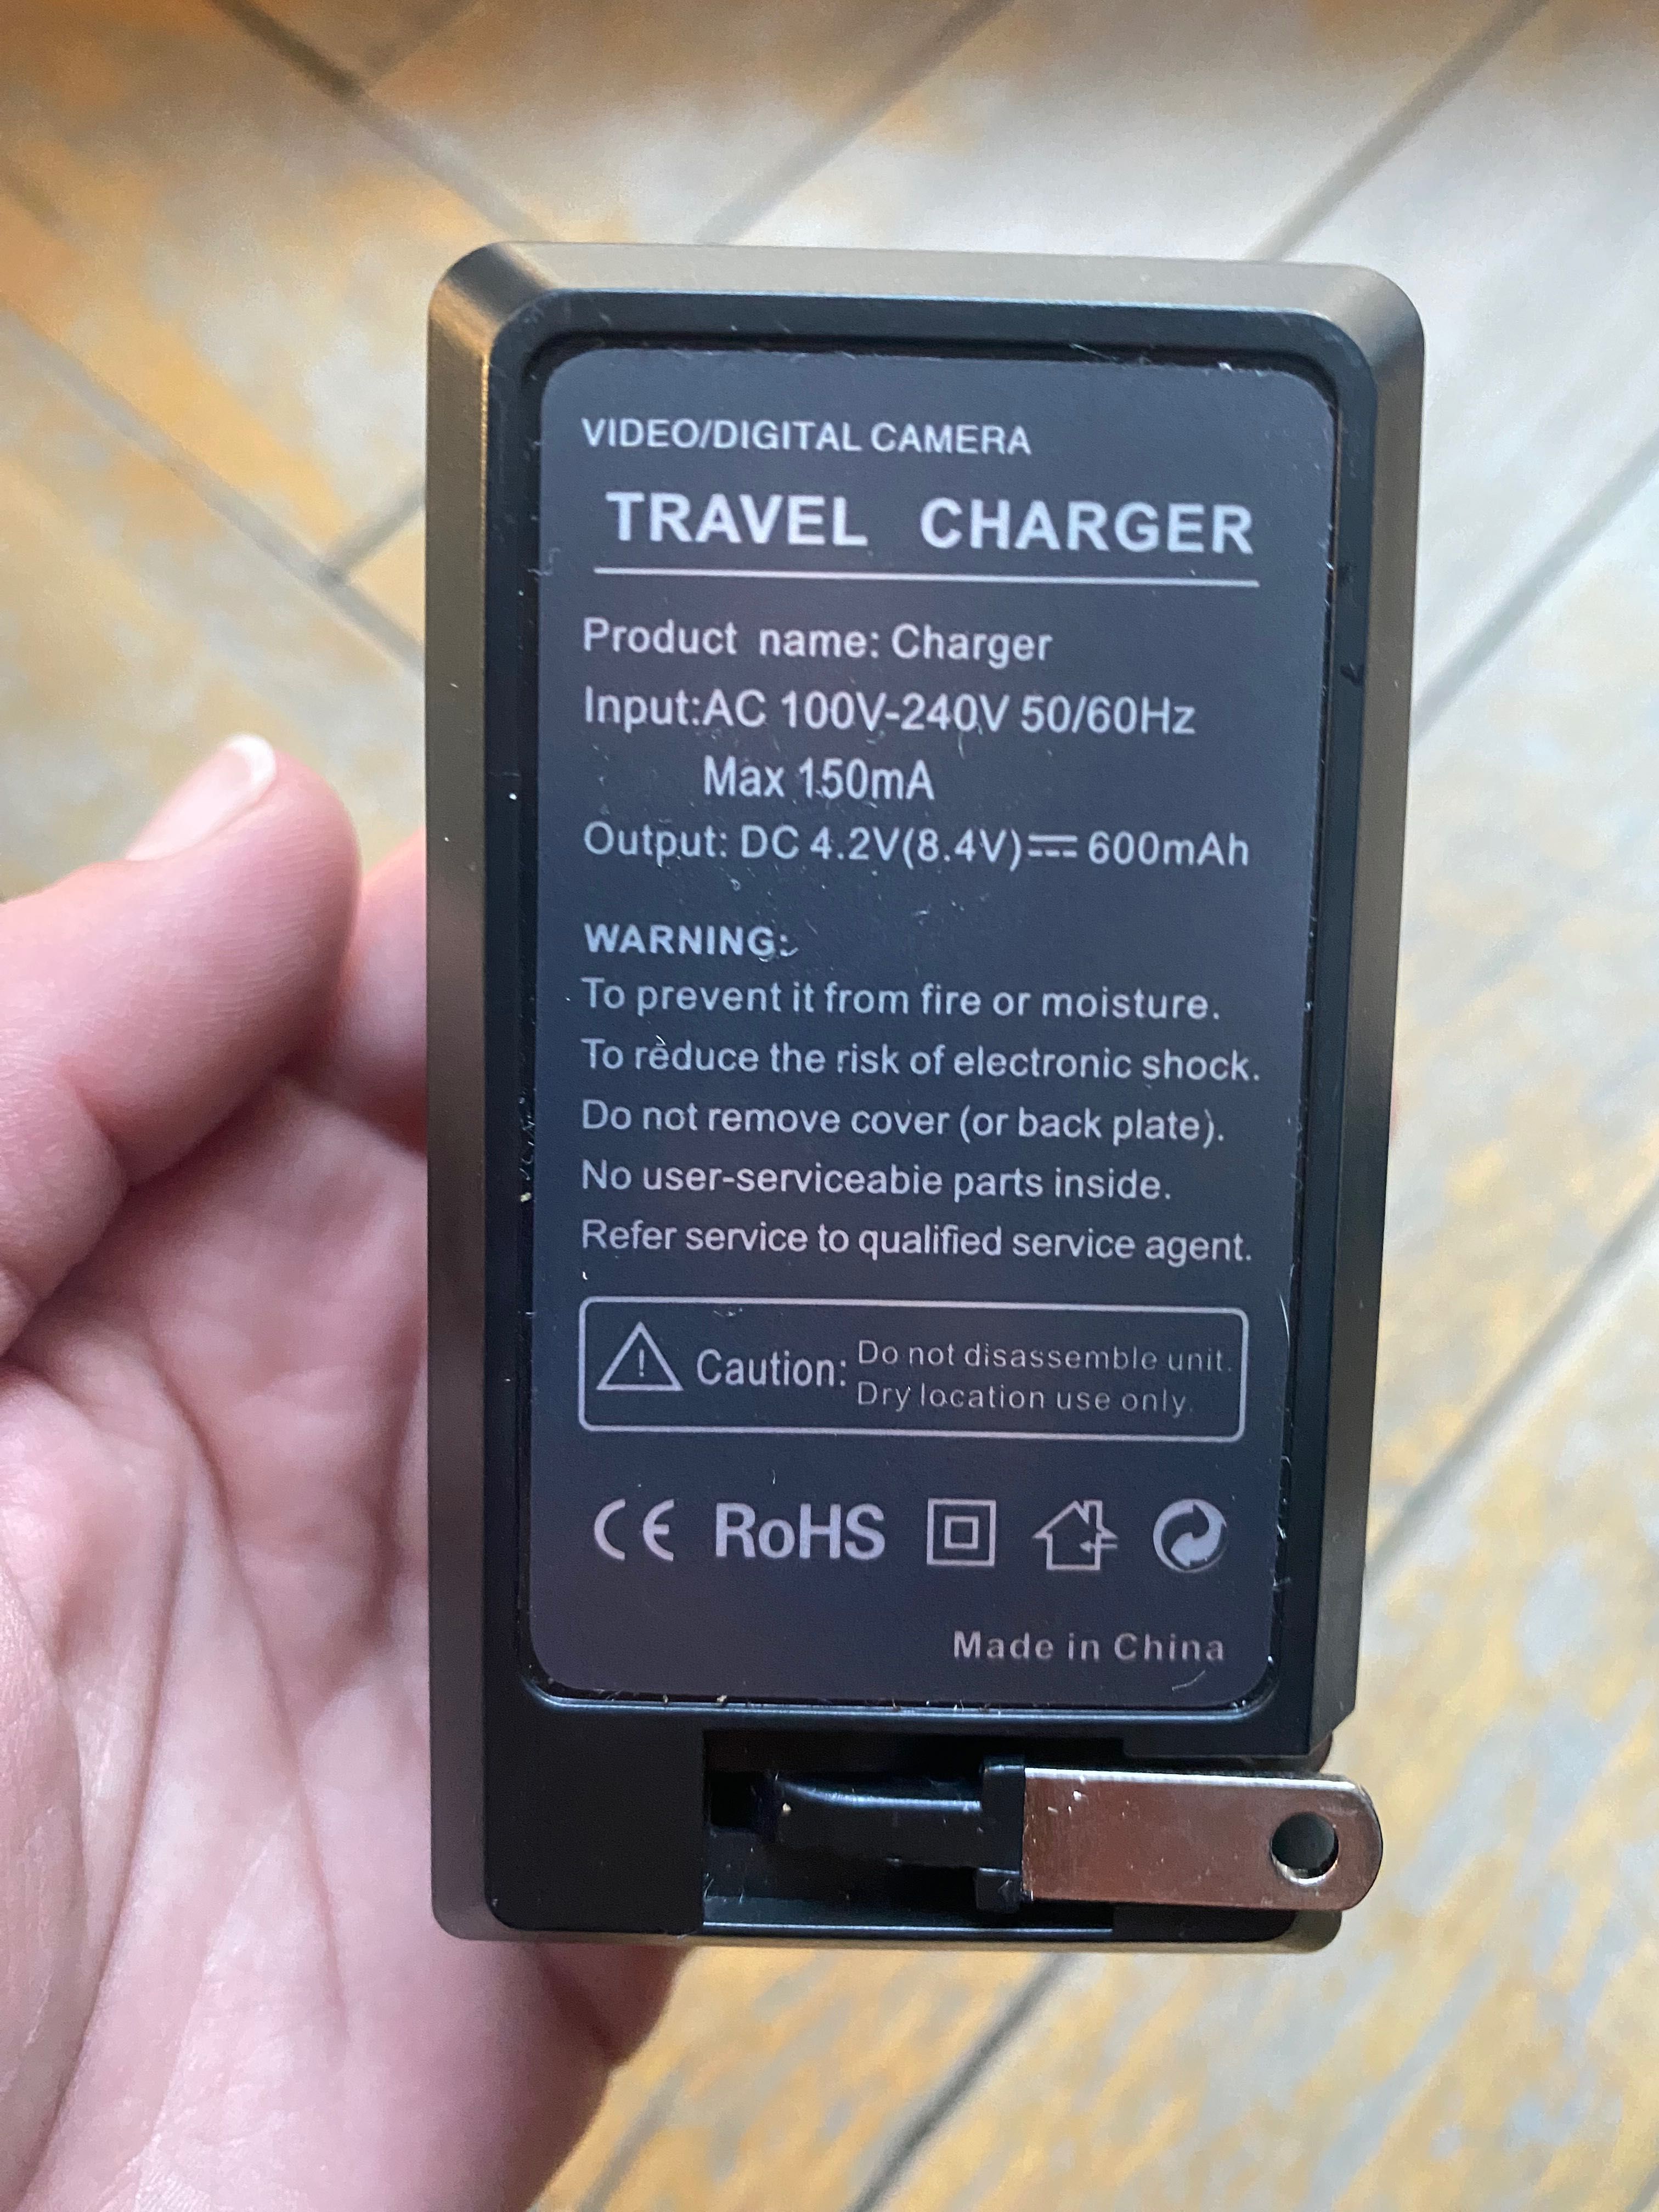 VIDEO/DIGITAL CAMERA
TRAVEL CHARGER
Product name: Charger
Input:AC 100V-240V 50/60Hz
Max 150mA
Output: DC 4.2V(8.4V)⎓600mAh
WARNING:
To prevent it from fire or moisture.
To reduce the risk of electronic shock.
Do not remove cover (or back plate).
No user-serviceabie parts inside.
Refer service to qualified service agent.
Caution: Do not disassemble unit.
Dry location use only.
CE RoHS
Made in China